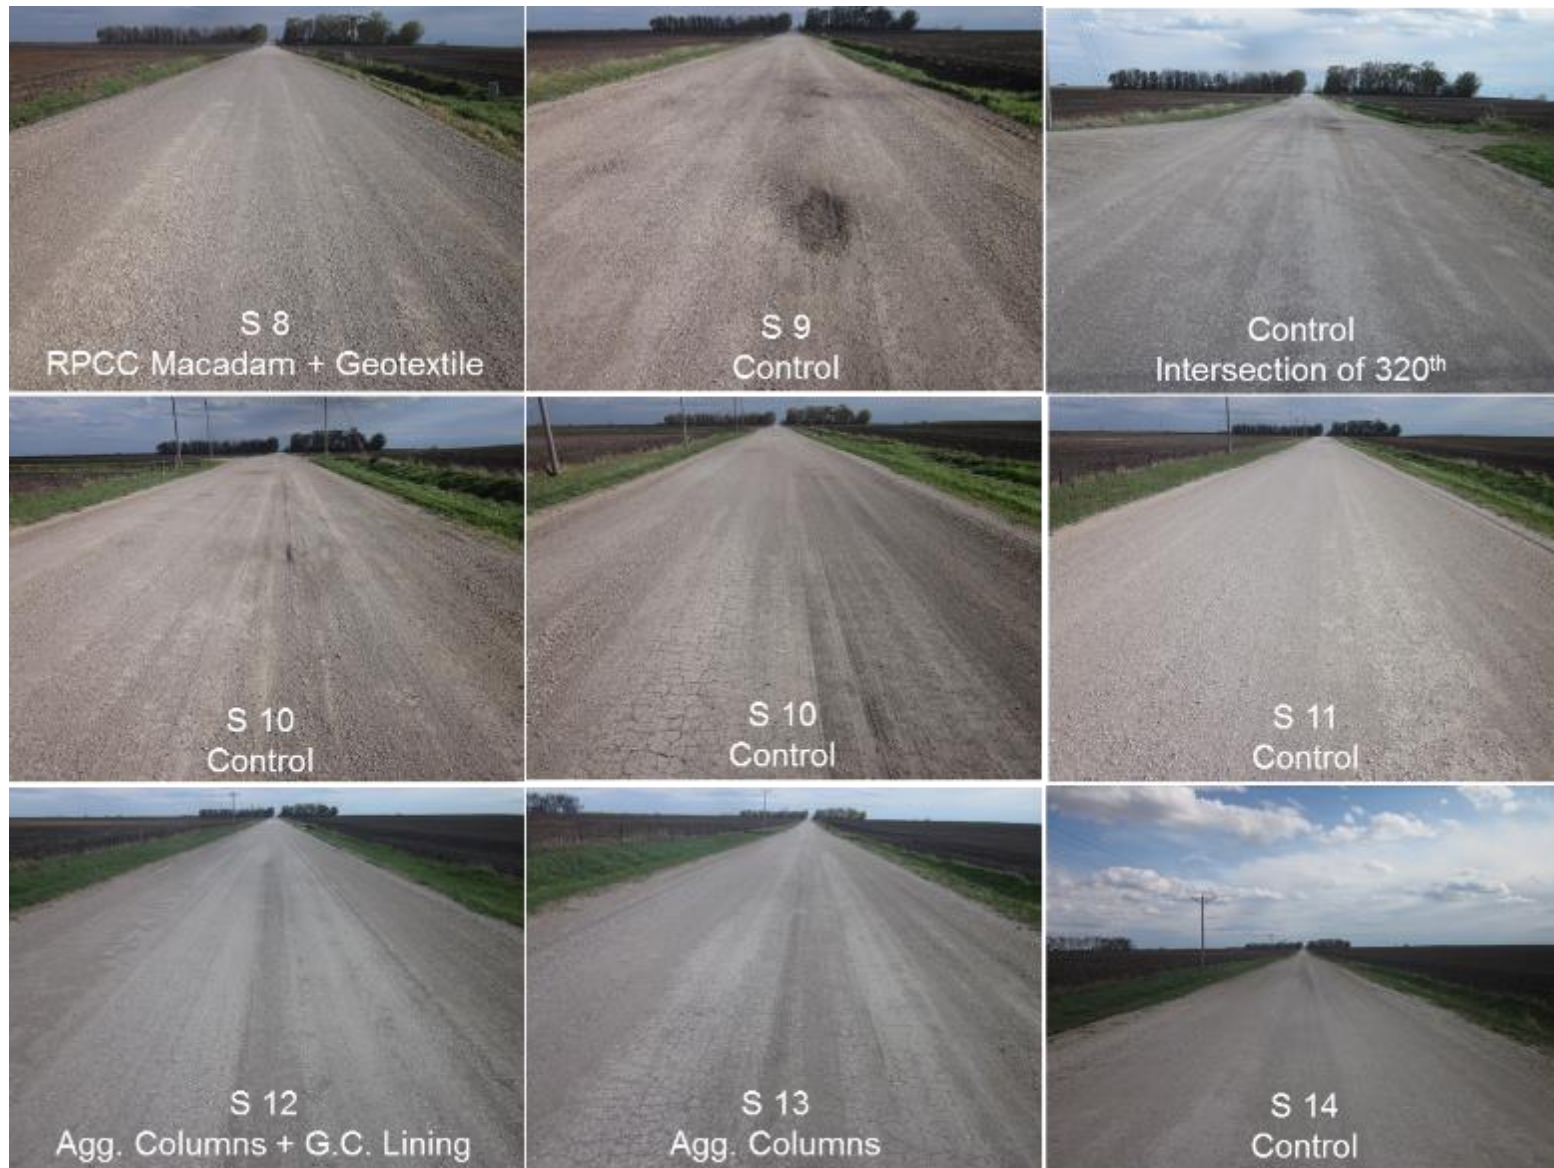 S 8
RPCC Macadam + Geotextile
S 9
Control
Control
Intersection of 320th
S 10
Control
S 10
Control
S 11
Control
S 12
Agg. Columns + G.C. Lining
S 13
Agg. Columns
S 14
Control